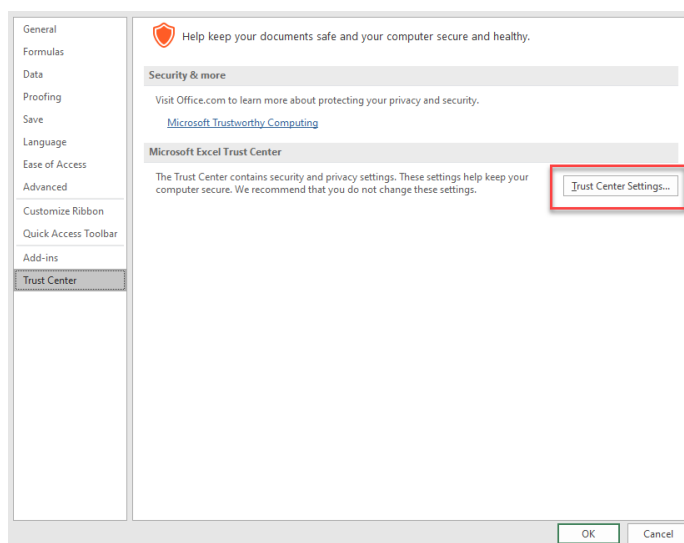 General
Formulas
Data
Proofing
Save
Language
Ease of Access
Advanced
Customize Ribbon
Quick Access Toolbar
Add-ins
Trust Center
Help keep your documents safe and your computer secure and healthy.
Security & more
Visit Office.com to learn more about protecting your privacy and security.
Microsoft Trustworthy Computing
Microsoft Excel Trust Center
The Trust Center contains security and privacy settings. These settings help keep your
computer secure. We recommend that you do not change these settings.
Trust Center Settings...
OK
Cancel